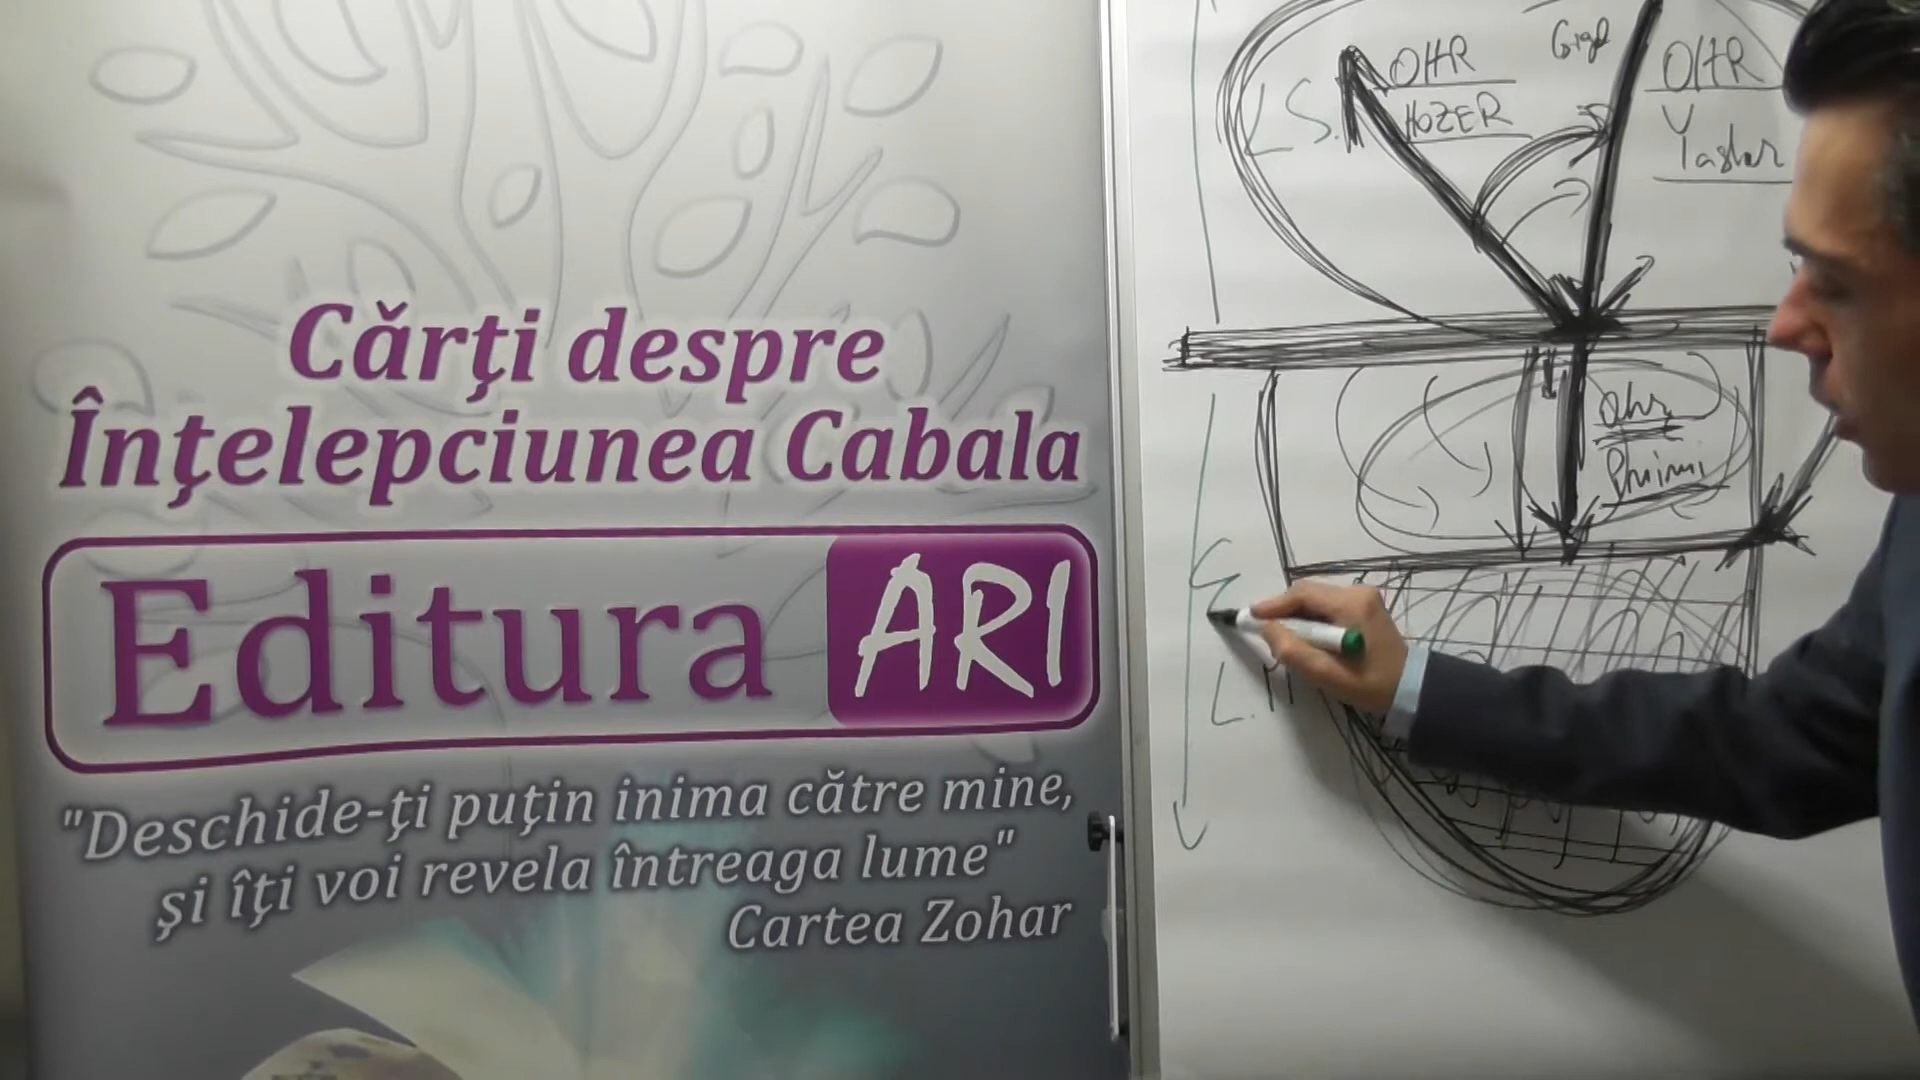 Cărţi despre
Înţelepciunea Cabala
Editura ARI
"Deschide-ţi puţin inima către mine,
şi îţi voi revela întreaga lume"
Cartea Zohar
L S.
OHR
HOZER
OHR
Yashar
Ohr
Pnimi
L.